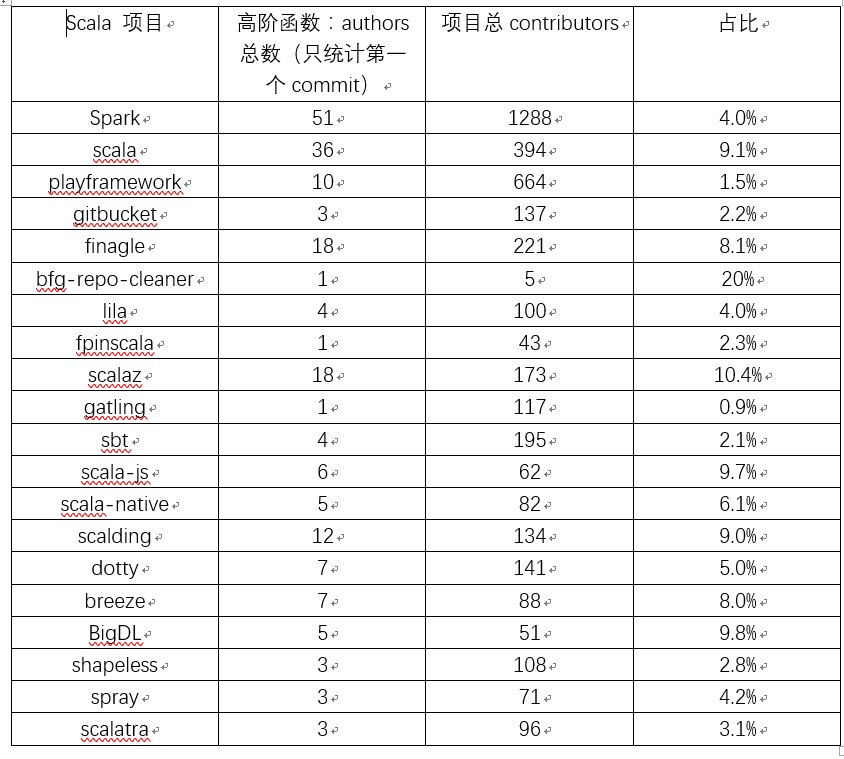 Scala 项目 高阶函数：authors 项目总 contributors 占比
总数（只统计第一
个 commit）
Spark 51 1288 4.0%
scala 36 394 9.1%
playframework 10 664 1.5%
gitbucket 3 137 2.2%
finagle 18 221 8.1%
bfg-repo-cleaner 1 5 20%
lila 4 100 4.0%
fpinscala 1 43 2.3%
scalaz 18 173 10.4%
gatling 1 117 0.9%
sbt 4 195 2.1%
scala-js 6 62 9.7%
scala-native 5 82 6.1%
scalding 12 134 9.0%
dotty 7 141 5.0%
breeze 7 88 8.0%
BigDL 5 51 9.8%
shapeless 3 108 2.8%
spray 3 71 4.2%
scalatra 3 96 3.1%